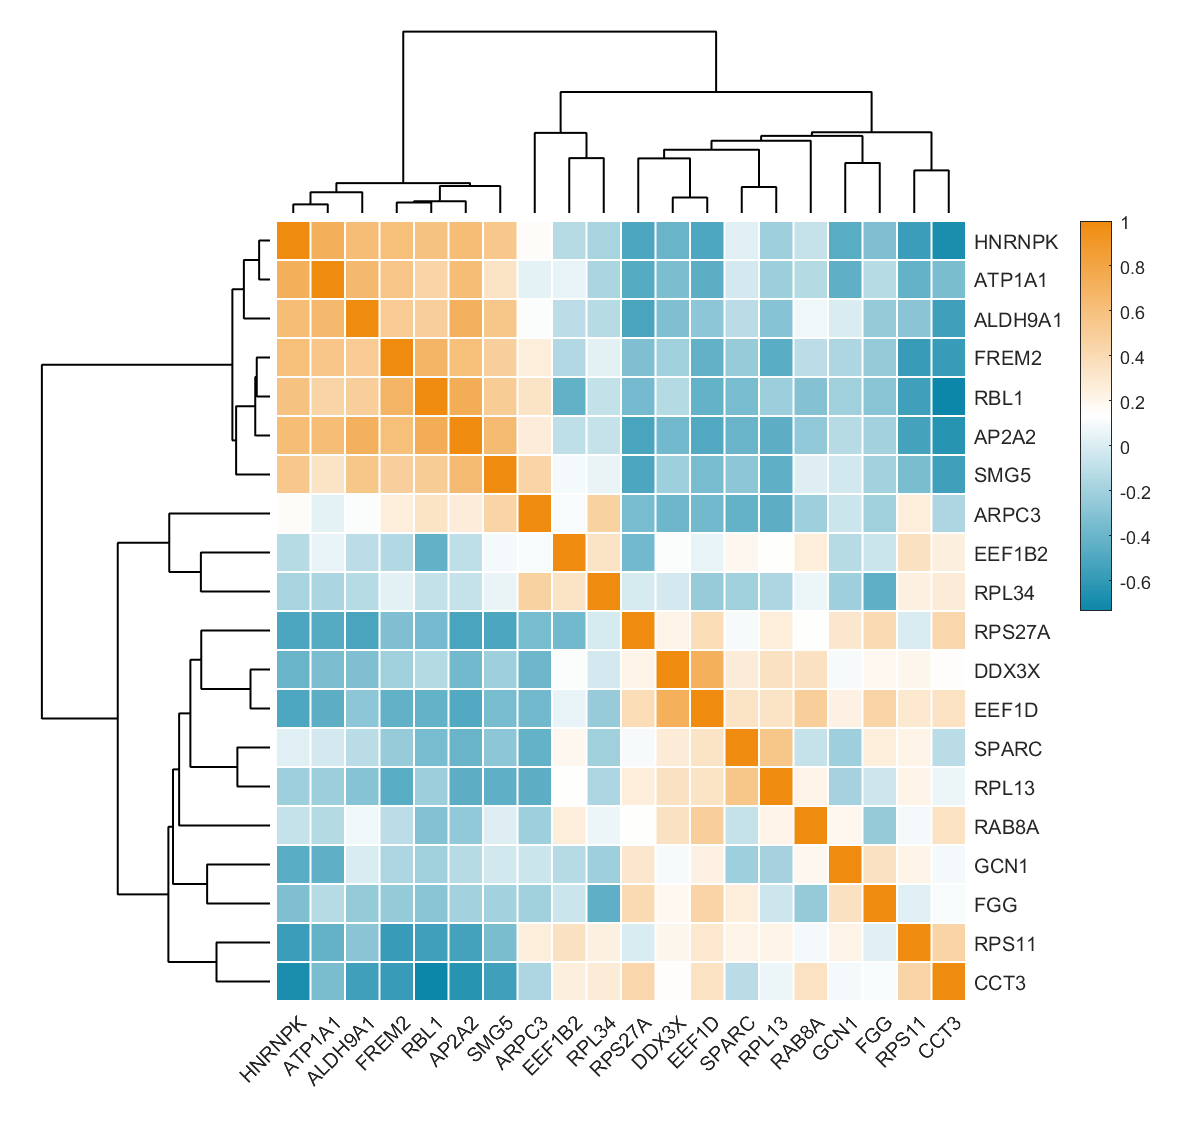 HNRNPK
ATP1A1
ALDH9A1
FREM2
RBL1
AP2A2
SMG5
ARPC3
EEF1B2
RPL34
RPS27A
DDX3X
EEF1D
SPARC
RPL13
RAB8A
GCN1
FGG
RPS11
CCT3
1
0.8
0.6
0.4
0.2
0
-0.2
-0.4
-0.6
HNRNPK
ATP1A1
ALDH9A1
FREM2
RBL1
AP2A2
SMG5
ARPC3
EEF1B2
RPL34
RPS27A
DDX3X
EEF1D
SPARC
RPL13
RAB8A
GCN1
FGG
RPS11
CCT3